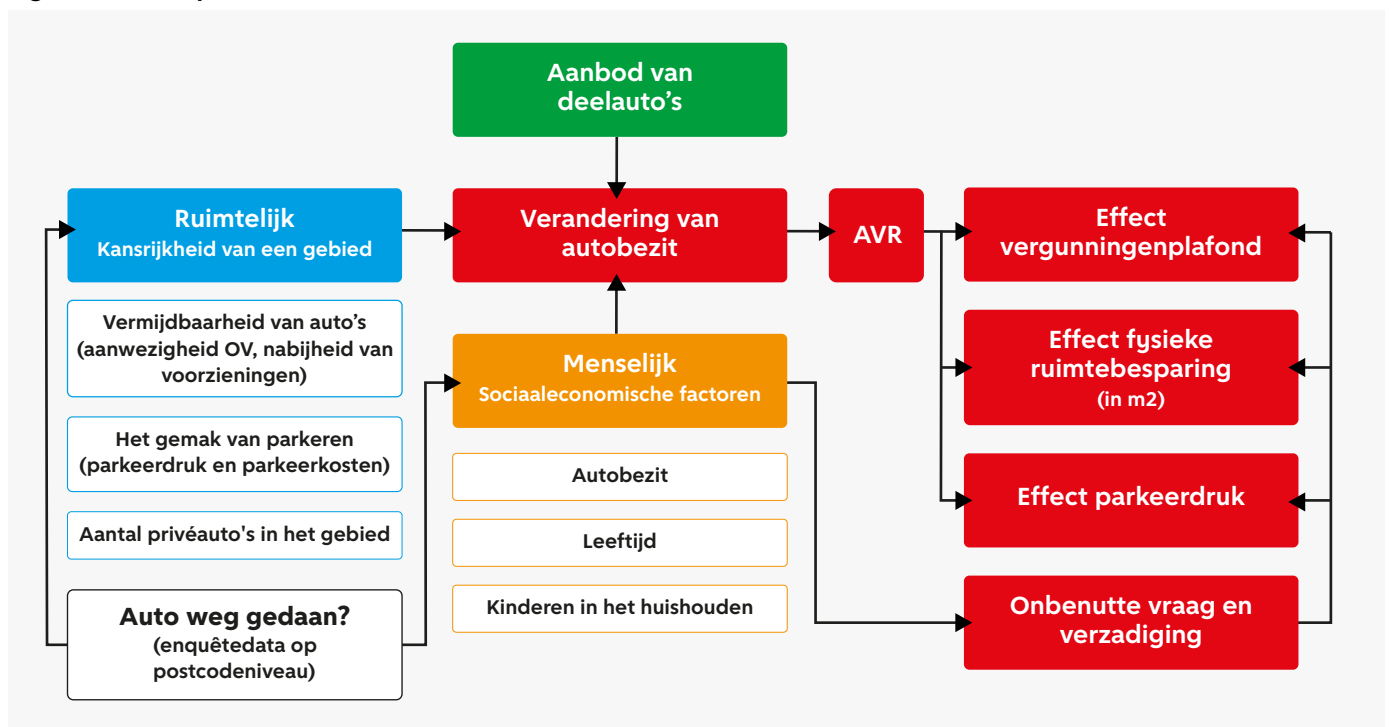 Aanbod van
deelauto's
Ruimtelijk
Kansrijkheid van een gebied
Verandering van
autobezit
AVR
Effect
vergunningenplafond
Vermijdbaarheid van auto's
(aanwezigheid OV, nabijheid van
voorzieningen)
Menselijk
Sociaaleconomische factoren
Effect fysieke
ruimtebesparing
(in m2)
Het gemak van parkeren
(parkeerdruk en parkeerkosten)
Autobezit
Effect parkeerdruk
Aantal privéauto's in het gebied
Leeftijd
Auto weg gedaan?
(enquêtedata op
postcodeniveau)
Kinderen in het huishouden
Onbenutte vraag en
verzadiging